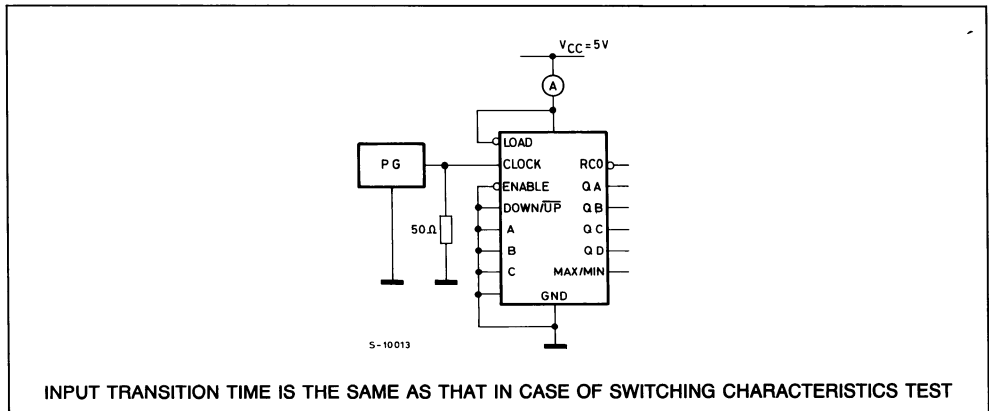 VCC=5V
A
LOAD
PG
CLOCK
RCO
ENABLE
QA
DOWN/UP
QB
50Ω
A
QC
B
QD
C
MAX/MIN
GND
S-10013
INPUT TRANSITION TIME IS THE SAME AS THAT IN CASE OF SWITCHING CHARACTERISTICS TEST